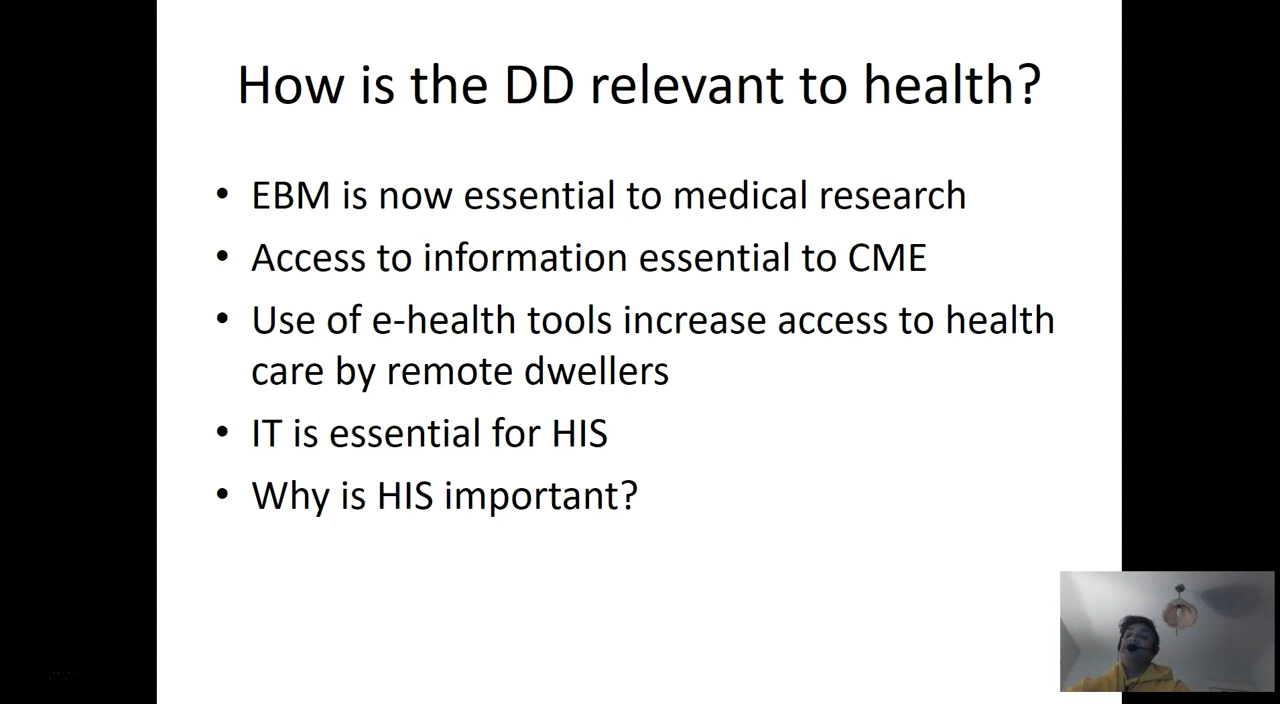 How is the DD relevant to health?
• EBM is now essential to medical research
• Access to information essential to CME
• Use of e-health tools increase access to health
care by remote dwellers
• IT is essential for HIS
• Why is HIS important?